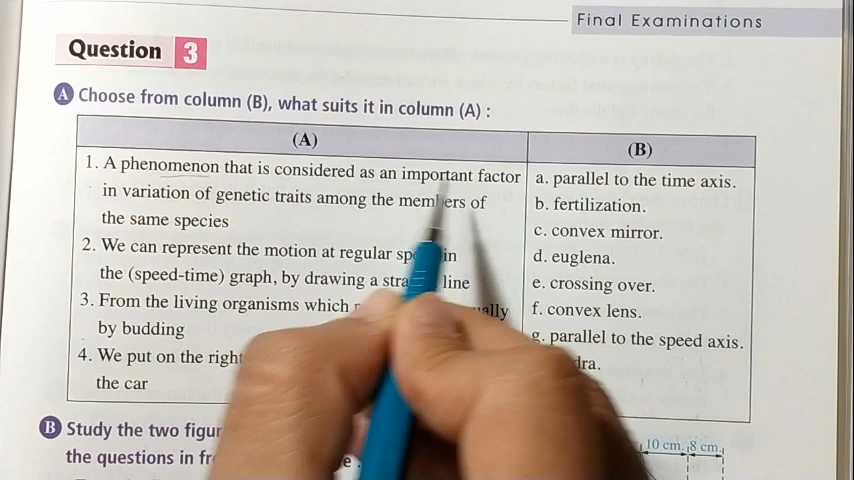 Final Examinations
Question 3
A Choose from column (B), what suits it in column (A) :
(A)
(B)
1. A phenomenon that is considered as an important factor
in variation of genetic traits among the members of
the same species
2. We can represent the motion at regular in
the (speed-time) graph, by drawing a line
3. From the living organisms which
by budding
4. We put on the right
the car
a. parallel to the time axis.
b. fertilization.
c. convex mirror.
d. euglena.
e. crossing over.
f. convex lens.
g. parallel to the speed axis.
B Study the two
the questions in
10 cm. 8 cm.